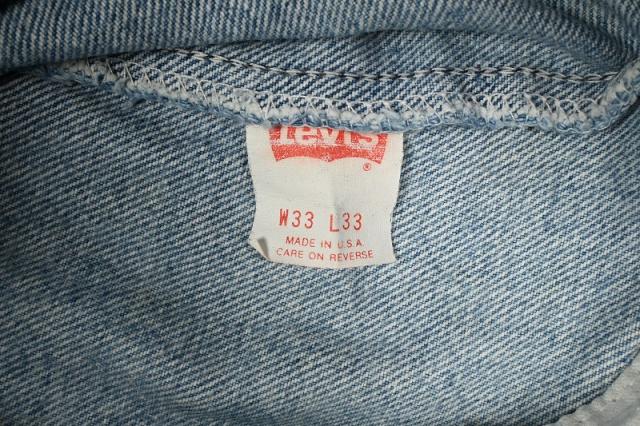 Levi's
®
W33 L33
MADE IN U.S.A.
CARE ON REVERSE